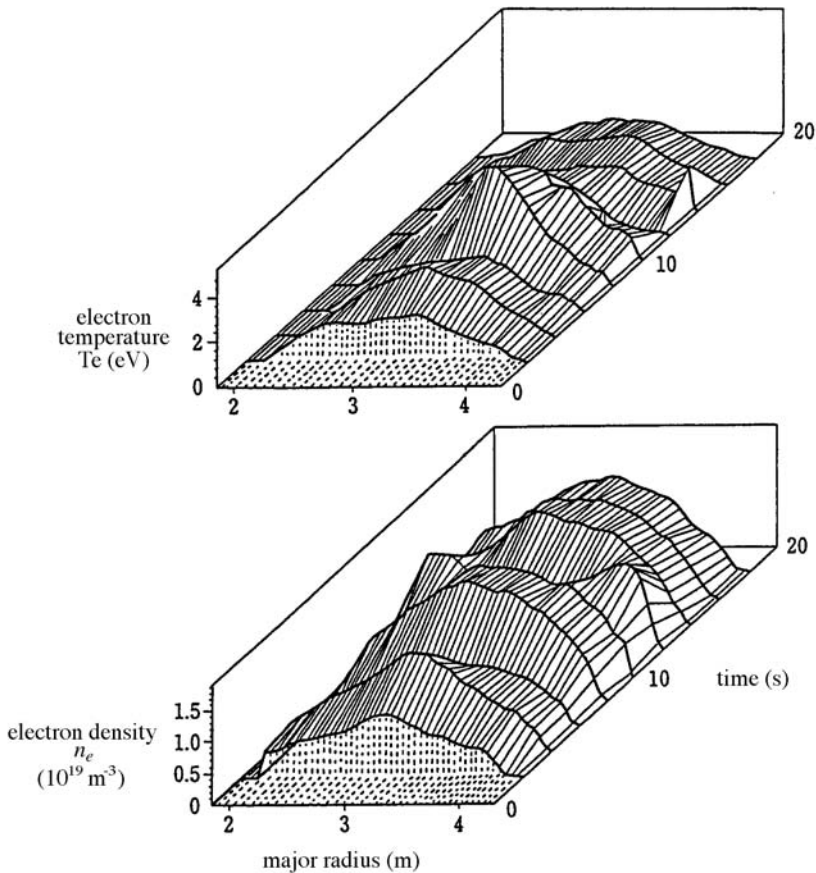 20
10
4
electron
temperature
2
Te (eV)
0
2
3
4
0
20
10
time (s)
1.5
electron density
1.0
n_e
(10^19 m^-3)
0.5
0
2
3
4
0
major radius (m)